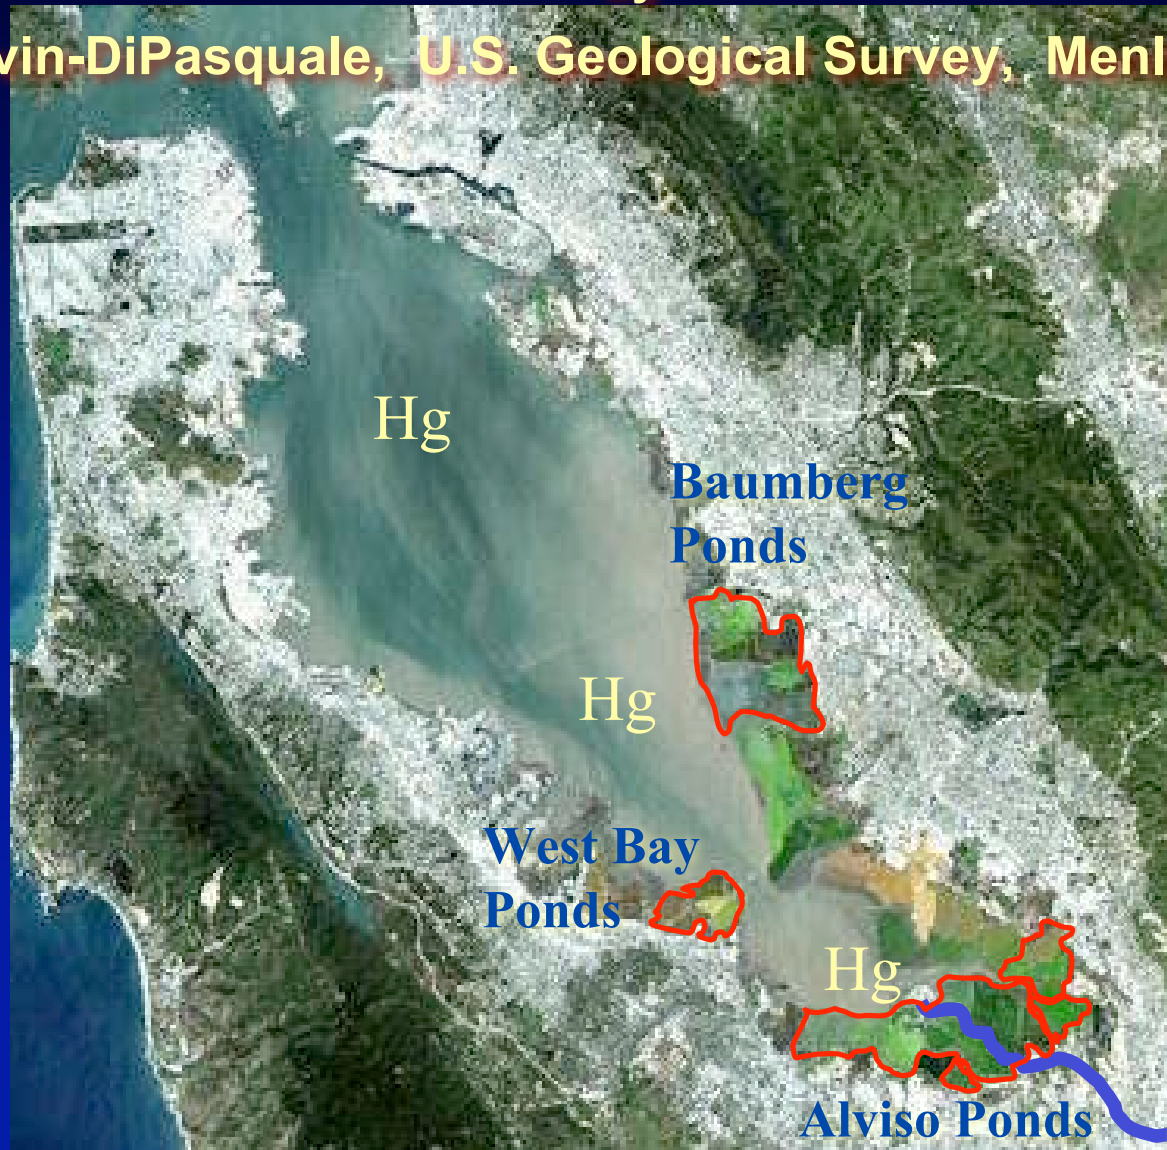 vin-DiPasquale, U.S. Geological Survey, Menl
Hg
Baumberg
Ponds
Hg
West Bay
Ponds
Hg
Alviso Ponds